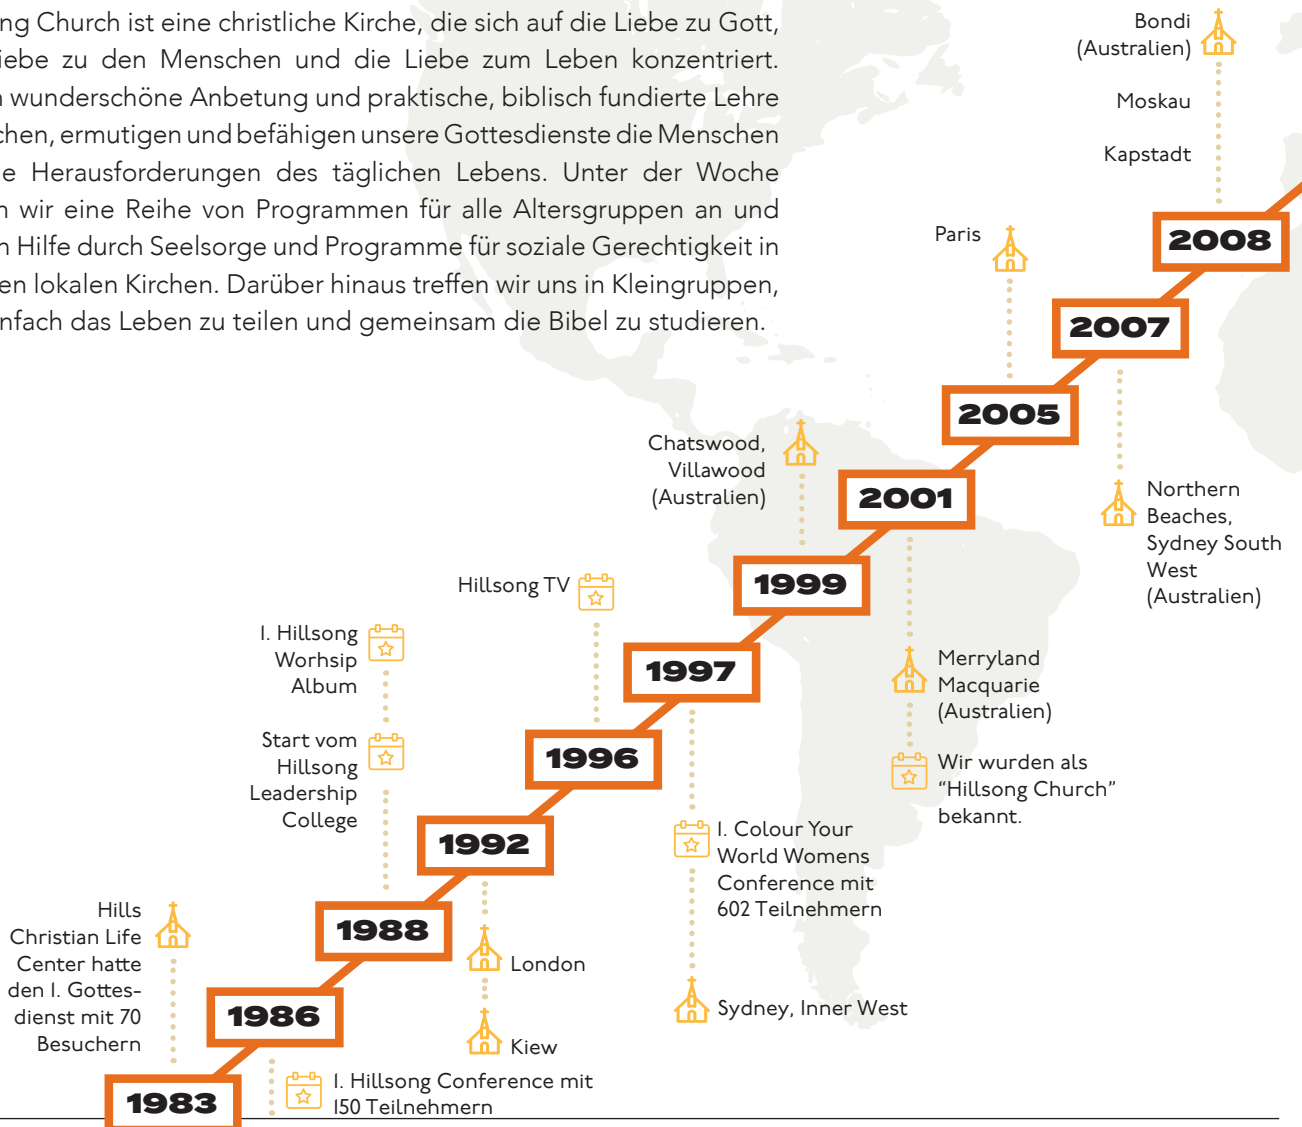 ng Church ist eine christliche Kirche, die sich auf die Liebe zu Gott,
iebe zu den Menschen und die Liebe zum Leben konzentriert.
n wunderschöne Anbetung und praktische, biblisch fundierte Lehre
chen, ermutigen und befähigen unsere Gottesdienste die Menschen
e Herausforderungen des täglichen Lebens. Unter der Woche
n wir eine Reihe von Programmen für alle Altersgruppen an und
n Hilfe durch Seelsorge und Programme für soziale Gerechtigkeit in
en lokalen Kirchen. Darüber hinaus treffen wir uns in Kleingruppen,
nfach das Leben zu teilen und gemeinsam die Bibel zu studieren.
Bondi
(Australien)
Moskau
Kapstadt
2008
Paris
2007
2005
Northern
Beaches,
Sydney South
West
(Australien)
Chatswood,
Villawood
(Australien)
2001
1999
Merryland
Macquarie
(Australien)
Wir wurden als
“Hillsong Church”
bekannt.
Hillsong TV
1997
1. Hillsong
Worhsip
Album
Start vom
Hillsong
Leadership
College
1996
1. Colour Your
World Womens
Conference mit
602 Teilnehmern
Sydney, Inner West
1992
London
Kiew
1988
Hills
Christian Life
Center hatte
den 1. Gottes-
dienst mit 70
Besuchern
1986
1. Hillsong Conference mit
150 Teilnehmern
1983